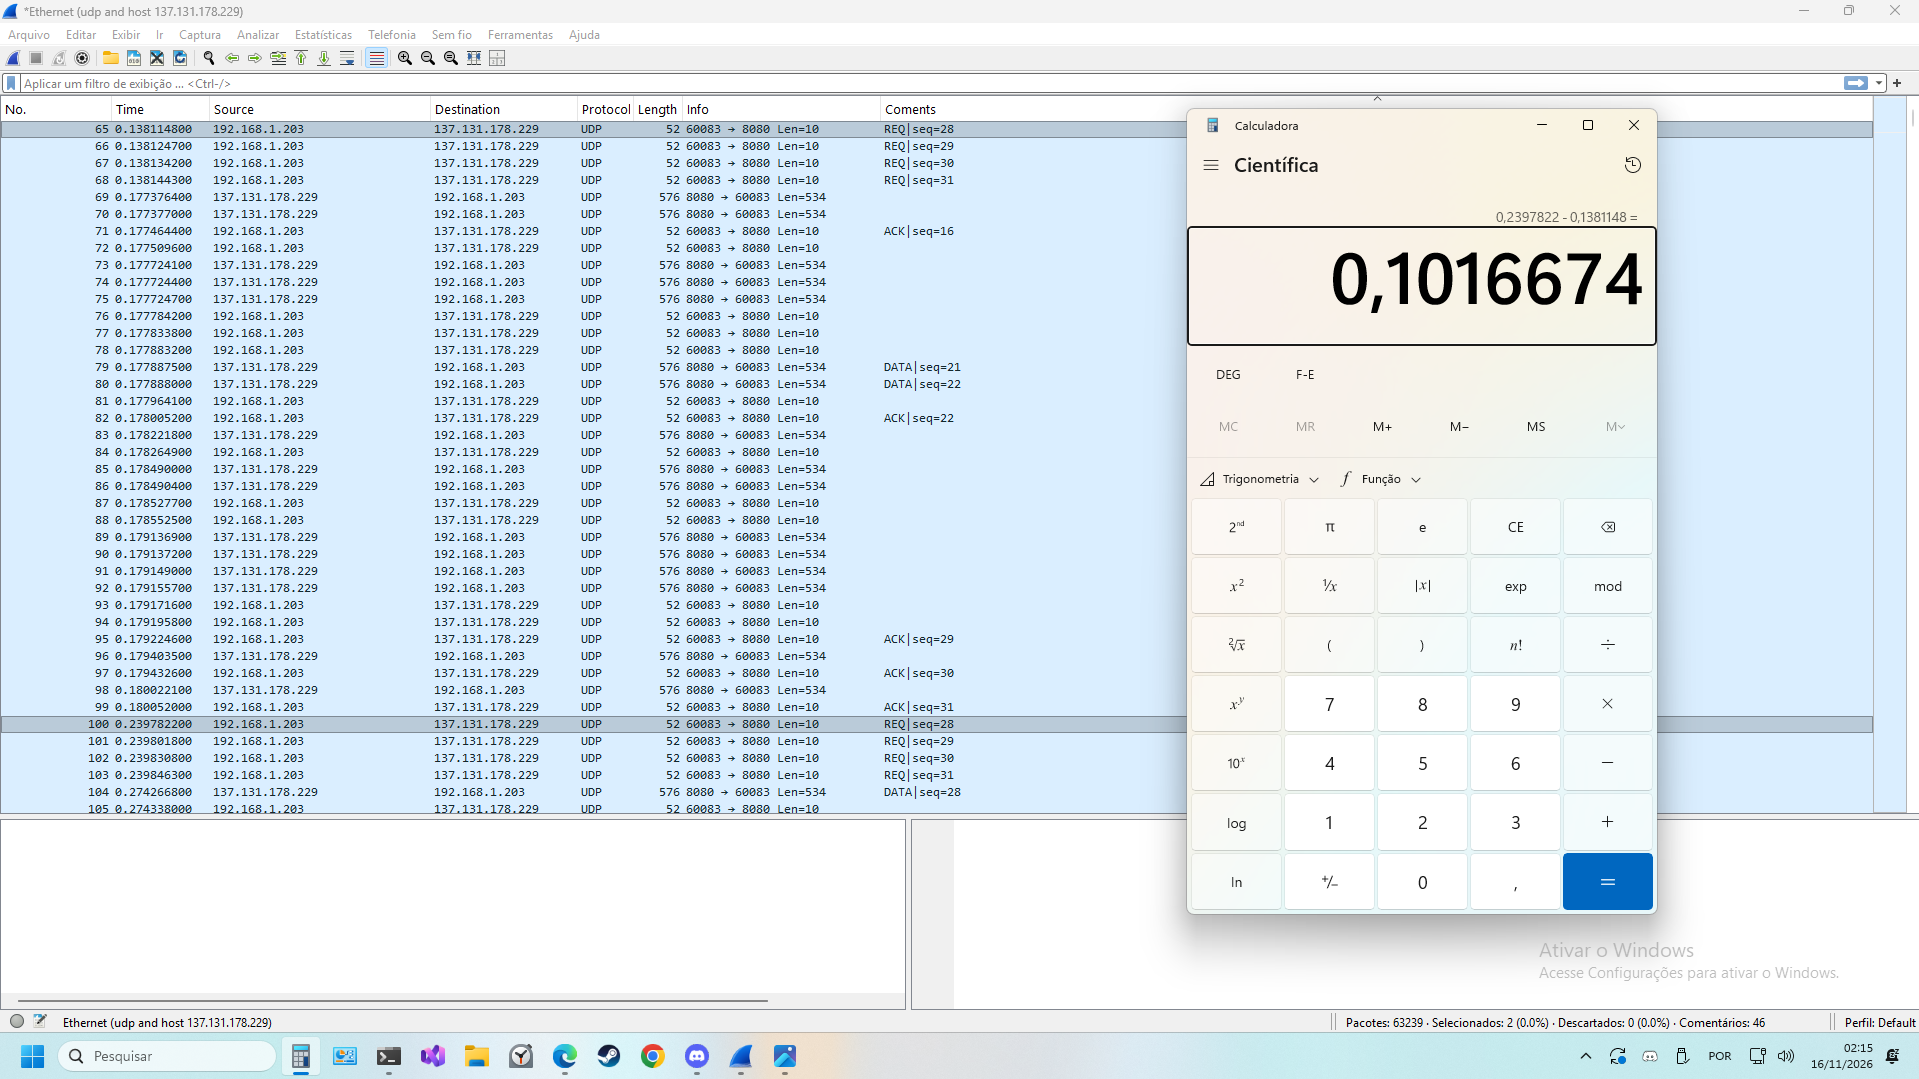 *Ethernet (udp and host 137.131.178.229)
Arquivo Editar Exibir Ir Captura Analizar Estatísticas Telefonia Sem fio Ferramentas Ajuda
Aplicar um filtro de exibição ... <Ctrl-/>
No. Time Source Destination Protocol Length Info Coments
65 0.138114800 192.168.1.203 137.131.178.229 UDP 52 60083 → 8080 Len=10 REQ|seq=28
66 0.138124700 192.168.1.203 137.131.178.229 UDP 52 60083 → 8080 Len=10 REQ|seq=29
67 0.138134200 192.168.1.203 137.131.178.229 UDP 52 60083 → 8080 Len=10 REQ|seq=30
68 0.138144300 192.168.1.203 137.131.178.229 UDP 52 60083 → 8080 Len=10 REQ|seq=31
69 0.177376400 137.131.178.229 192.168.1.203 UDP 576 8080 → 60083 Len=534
70 0.177377000 137.131.178.229 192.168.1.203 UDP 576 8080 → 60083 Len=534
71 0.177464400 192.168.1.203 137.131.178.229 UDP 52 60083 → 8080 Len=10 ACK|seq=16
72 0.177509600 192.168.1.203 137.131.178.229 UDP 52 60083 → 8080 Len=10
73 0.177724100 137.131.178.229 192.168.1.203 UDP 576 8080 → 60083 Len=534
74 0.177724400 137.131.178.229 192.168.1.203 UDP 576 8080 → 60083 Len=534
75 0.177724700 137.131.178.229 192.168.1.203 UDP 576 8080 → 60083 Len=534
76 0.177784200 192.168.1.203 137.131.178.229 UDP 52 60083 → 8080 Len=10
77 0.177833800 192.168.1.203 137.131.178.229 UDP 52 60083 → 8080 Len=10
78 0.177883200 192.168.1.203 137.131.178.229 UDP 52 60083 → 8080 Len=10
79 0.177887500 137.131.178.229 192.168.1.203 UDP 576 8080 → 60083 Len=534 DATA|seq=21
80 0.177888000 137.131.178.229 192.168.1.203 UDP 576 8080 → 60083 Len=534 DATA|seq=22
81 0.177964100 192.168.1.203 137.131.178.229 UDP 52 60083 → 8080 Len=10
82 0.178005200 192.168.1.203 137.131.178.229 UDP 52 60083 → 8080 Len=10 ACK|seq=22
83 0.178221800 137.131.178.229 192.168.1.203 UDP 576 8080 → 60083 Len=534
84 0.178264900 192.168.1.203 137.131.178.229 UDP 52 60083 → 8080 Len=10
85 0.178490000 137.131.178.229 192.168.1.203 UDP 576 8080 → 60083 Len=534
86 0.178490400 137.131.178.229 192.168.1.203 UDP 576 8080 → 60083 Len=534
87 0.178527700 192.168.1.203 137.131.178.229 UDP 52 60083 → 8080 Len=10
88 0.178552500 192.168.1.203 137.131.178.229 UDP 52 60083 → 8080 Len=10
89 0.179136900 137.131.178.229 192.168.1.203 UDP 576 8080 → 60083 Len=534
90 0.179137200 137.131.178.229 192.168.1.203 UDP 576 8080 → 60083 Len=534
91 0.179149000 137.131.178.229 192.168.1.203 UDP 576 8080 → 60083 Len=534
92 0.179155700 137.131.178.229 192.168.1.203 UDP 576 8080 → 60083 Len=534
93 0.179171600 192.168.1.203 137.131.178.229 UDP 52 60083 → 8080 Len=10
94 0.179195800 192.168.1.203 137.131.178.229 UDP 52 60083 → 8080 Len=10
95 0.179224600 192.168.1.203 137.131.178.229 UDP 52 60083 → 8080 Len=10 ACK|seq=29
96 0.179403500 137.131.178.229 192.168.1.203 UDP 576 8080 → 60083 Len=534
97 0.179432600 192.168.1.203 137.131.178.229 UDP 52 60083 → 8080 Len=10 ACK|seq=30
98 0.180022100 137.131.178.229 192.168.1.203 UDP 576 8080 → 60083 Len=534
99 0.180052000 192.168.1.203 137.131.178.229 UDP 52 60083 → 8080 Len=10 ACK|seq=31
100 0.239782200 192.168.1.203 137.131.178.229 UDP 52 60083 → 8080 Len=10 REQ|seq=28
101 0.239801800 192.168.1.203 137.131.178.229 UDP 52 60083 → 8080 Len=10 REQ|seq=29
102 0.239830800 192.168.1.203 137.131.178.229 UDP 52 60083 → 8080 Len=10 REQ|seq=30
103 0.239846300 192.168.1.203 137.131.178.229 UDP 52 60083 → 8080 Len=10 REQ|seq=31
104 0.274266800 137.131.178.229 192.168.1.203 UDP 576 8080 → 60083 Len=534 DATA|seq=28
105 0.274338000 192.168.1.203 137.131.178.229 UDP 52 60083 → 8080 Len=10
Calculadora
Científica
0,2397822 - 0,1381148 =
0,1016674
DEG F-E
MC MR M+ M− MS M
Trigonometria f Função
2nd π e CE
x² ¹/x |x| exp mod
²√x ( ) n! ÷
xʸ 7 8 9 ×
10ˣ 4 5 6 −
log 1 2 3 +
ln +/− 0 , =
Ativar o Windows
Acesse Configurações para ativar o Windows.
Ethernet (udp and host 137.131.178.229)
Pacotes: 63239 · Selecionados: 2 (0.0%) · Descartados: 0 (0.0%) · Comentários: 46
Perfil: Default
Pesquisar
POR
02:15
16/11/2026